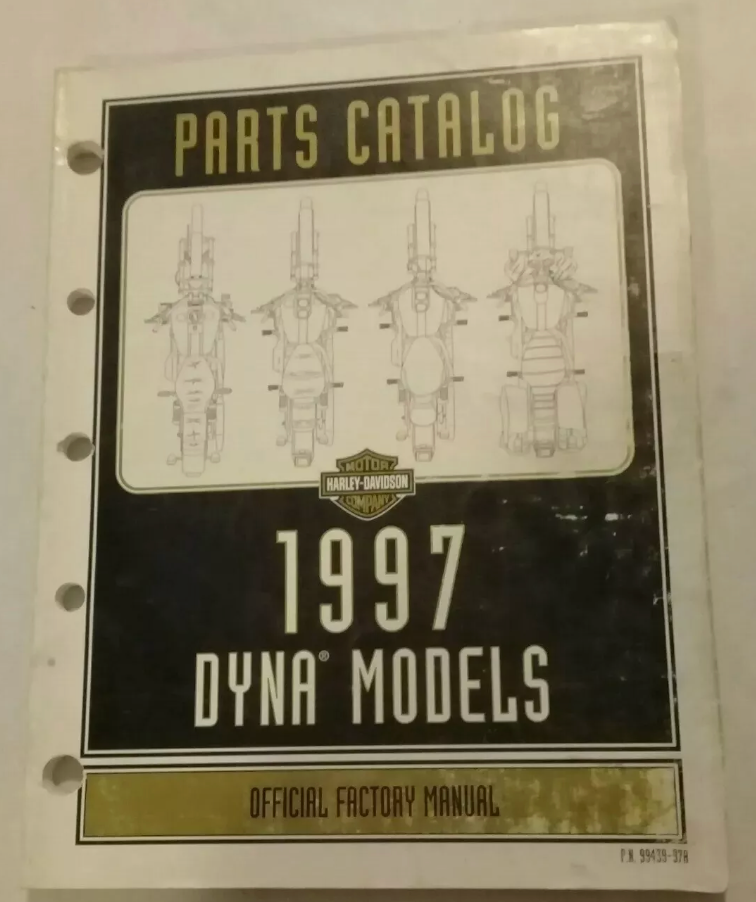 PARTS CATALOG
MOTOR
HARLEY-DAVIDSON
COMPANY
1997
DYNA® MODELS
OFFICIAL FACTORY MANUAL
P.N. 99439-97B